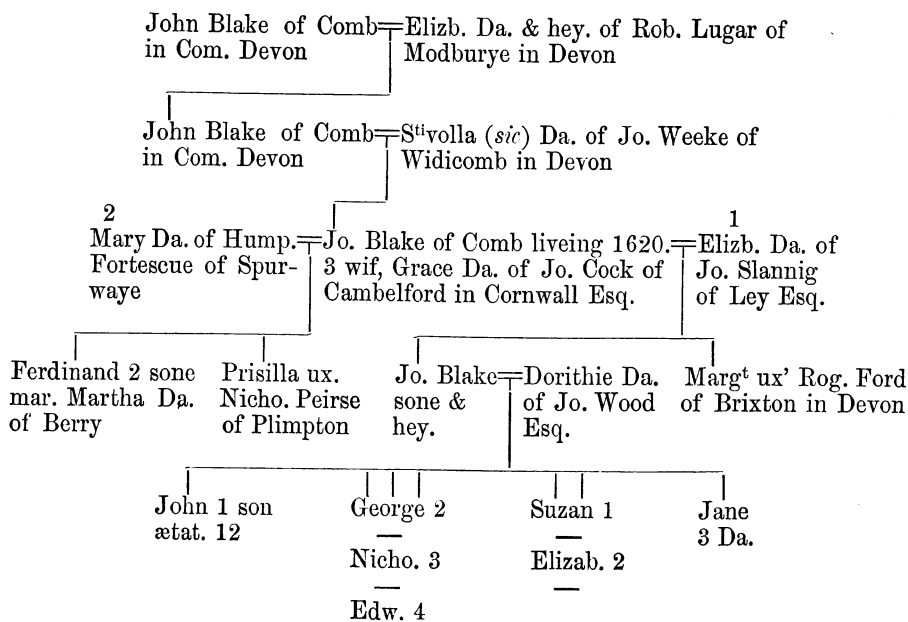 John Blake of Comb
in Com. Devon
Elizb. Da. & hey. of Rob. Lugar of
Modburye in Devon
John Blake of Comb
in Com. Devon
Stivolla (sic) Da. of Jo. Weeke of
Widicomb in Devon
2
Mary Da. of Hump.
Fortescue of Spur-
waye
Jo. Blake of Comb liveing 1620.
3 wif, Grace Da. of Jo. Cock of
Cambelford in Cornwall Esq.
1
Elizb. Da. of
Jo. Slannig
of Ley Esq.
Ferdinand 2 sone
mar. Martha Da.
of Berry
Prisilla ux.
Nicho. Peirse
of Plimpton
Jo. Blake
sone &
hey.
Dorithie Da.
of Jo. Wood
Esq.
Margt ux' Rog. Ford
of Brixton in Devon
John 1 son
ætat. 12
George 2
—
Nicho. 3
—
Edw. 4
Suzan 1
—
Elizab. 2
—
Jane
3 Da.